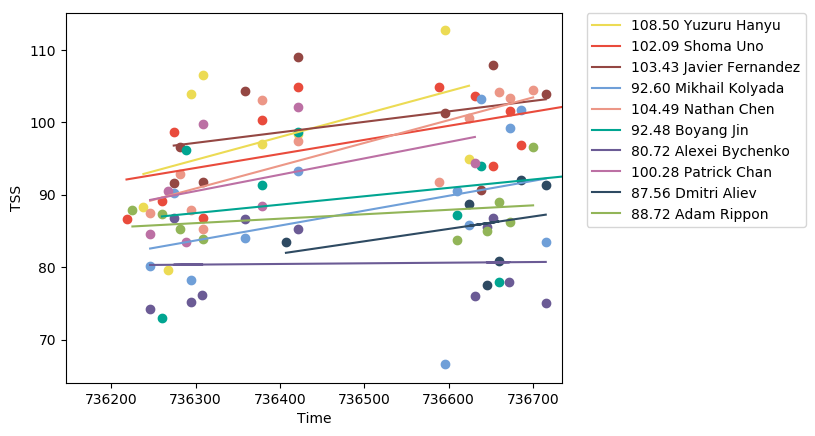 110
100
90
80
70
TSS
736200 736300 736400 736500 736600 736700
Time
108.50 Yuzuru Hanyu
102.09 Shoma Uno
103.43 Javier Fernandez
92.60 Mikhail Kolyada
104.49 Nathan Chen
92.48 Boyang Jin
80.72 Alexei Bychenko
100.28 Patrick Chan
87.56 Dmitri Aliev
88.72 Adam Rippon